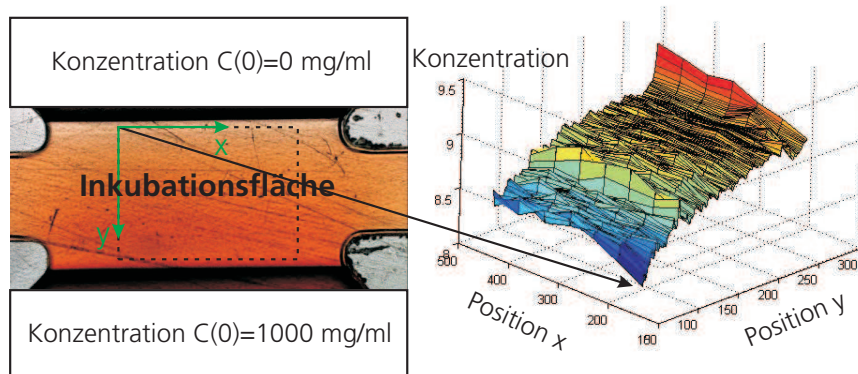 Konzentration C(0)=0 mg/ml
x
Inkubationsfläche
y
Konzentration C(0)=1000 mg/ml
Konzentration
9.5
9
8.5
8
500
400
300
200
100
Position x
100
150
200
250
300
Position y